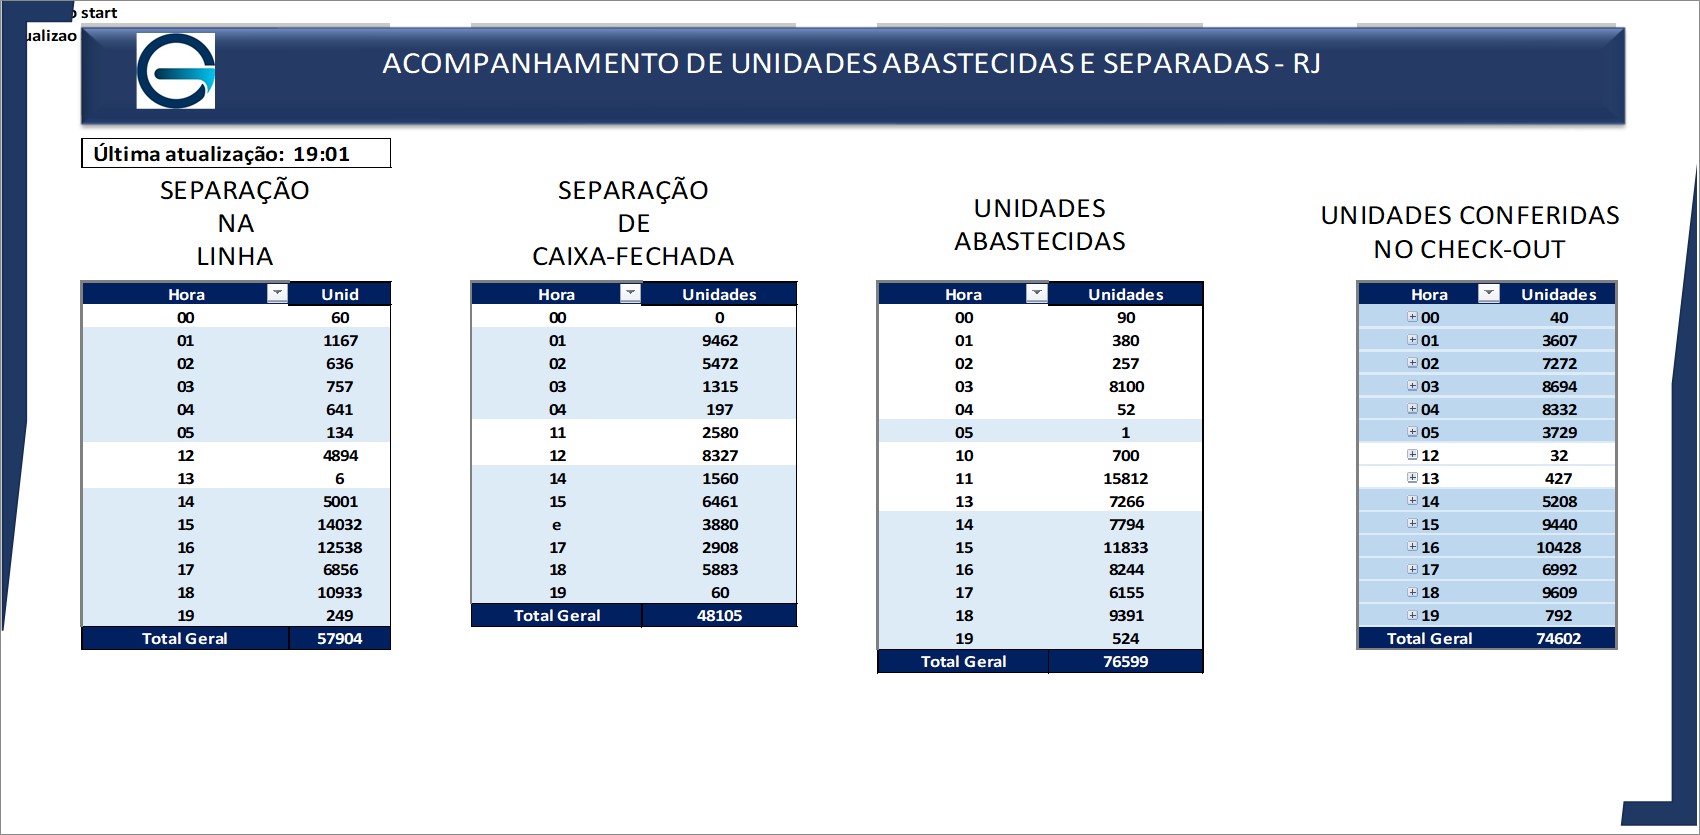 start
ualizao
ACOMPANHAMENTO DE UNIDADES ABASTECIDAS E SEPARADAS - RJ
Última atualização: 19:01
SEPARAÇÃO
NA
LINHA
Hora Unid
00 60
01 1167
02 636
03 757
04 641
05 134
12 4894
13 6
14 5001
15 14032
16 12538
17 6856
18 10933
19 249
Total Geral 57904
SEPARAÇÃO
DE
CAIXA-FECHADA
Hora Unidades
00 0
01 9462
02 5472
03 1315
04 197
11 2580
12 8327
14 1560
15 6461
e 3880
17 2908
18 5883
19 60
Total Geral 48105
UNIDADES
ABASTECIDAS
Hora Unidades
00 90
01 380
02 257
03 8100
04 52
05 1
10 700
11 15812
13 7266
14 7794
15 11833
16 8244
17 6155
18 9391
19 524
Total Geral 76599
UNIDADES CONFERIDAS
NO CHECK-OUT
Hora Unidades
00 40
01 3607
02 7272
03 8694
04 8332
05 3729
12 32
13 427
14 5208
15 9440
16 10428
17 6992
18 9609
19 792
Total Geral 74602